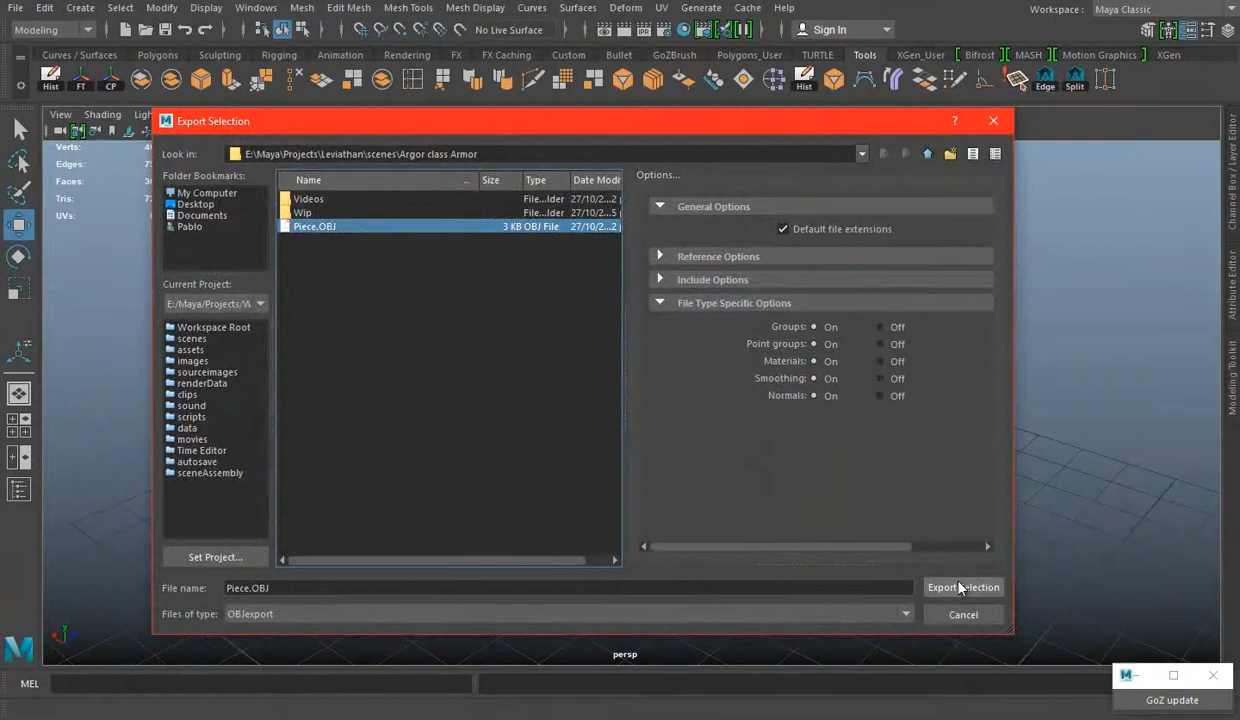 File Edit Create Select Modify Display Windows Mesh Edit Mesh Mesh Tools Mesh Display Curves Surfaces Deform UV Generate Cache Help Workspace : Maya Classic
Modeling No Live Surface Sign In
Curves / Surfaces Polygons Sculpting Rigging Animation Rendering FX FX Caching Custom GoZBrush Polygons_User TURTLE Tools XGen_User Bifrost MASH Motion Graphics XGen
Hist FT CP Hist Edge Split
View Shading
Export Selection ?
Verts:
Edges:
Faces:
Tris:
UVs:
Look in: E:\Maya\Projects\Leviathan\scenes\Argor class Armor
Folder Bookmarks:
My Computer
Desktop
Documents
Pablo
Name Size Type Date Modi
Videos File...lder 27/10/2...2
Wip File...lder 27/10/2...5
Piece.OBJ 3 KB OBJ File 27/10/2...2
Options...
General Options
Default file extensions
Reference Options
Include Options
File Type Specific Options
Groups: On Off
Point groups: On Off
Materials: On Off
Smoothing: On Off
Normals: On Off
Current Project:
E:/Maya/Projects/W
Workspace Root
scenes
assets
images
sourceimages
renderData
clips
sound
scripts
data
movies
Time Editor
autosave
sceneAssembly
Set Project...
File name: Piece.OBJ Export Selection
Files of type: OBJexport Cancel
Channel Box / Layer Editor
Attribute Editor
Modeling Toolkit
persp
MEL
GoZ update